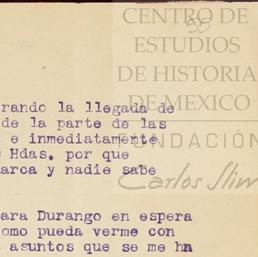 CENTRO DE
ESTUDIOS
DE HISTORIA
DE MEXICO
FUNDACIÓN
Carlos Slim
rando la llegada de
de la parte de las
e inmediatamente
Hdas. por que
arca y nadie sabe
ara Durango en espera
omo pueda verme con
asuntos que se me ha